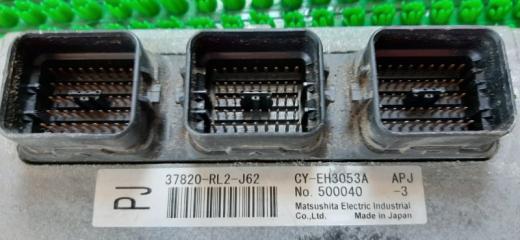 PJ
37820-RL2-J62 CY-EH3053A APJ
No. 500040 -3
Matsushita Electric Industrial
Co.,Ltd. Made in Japan